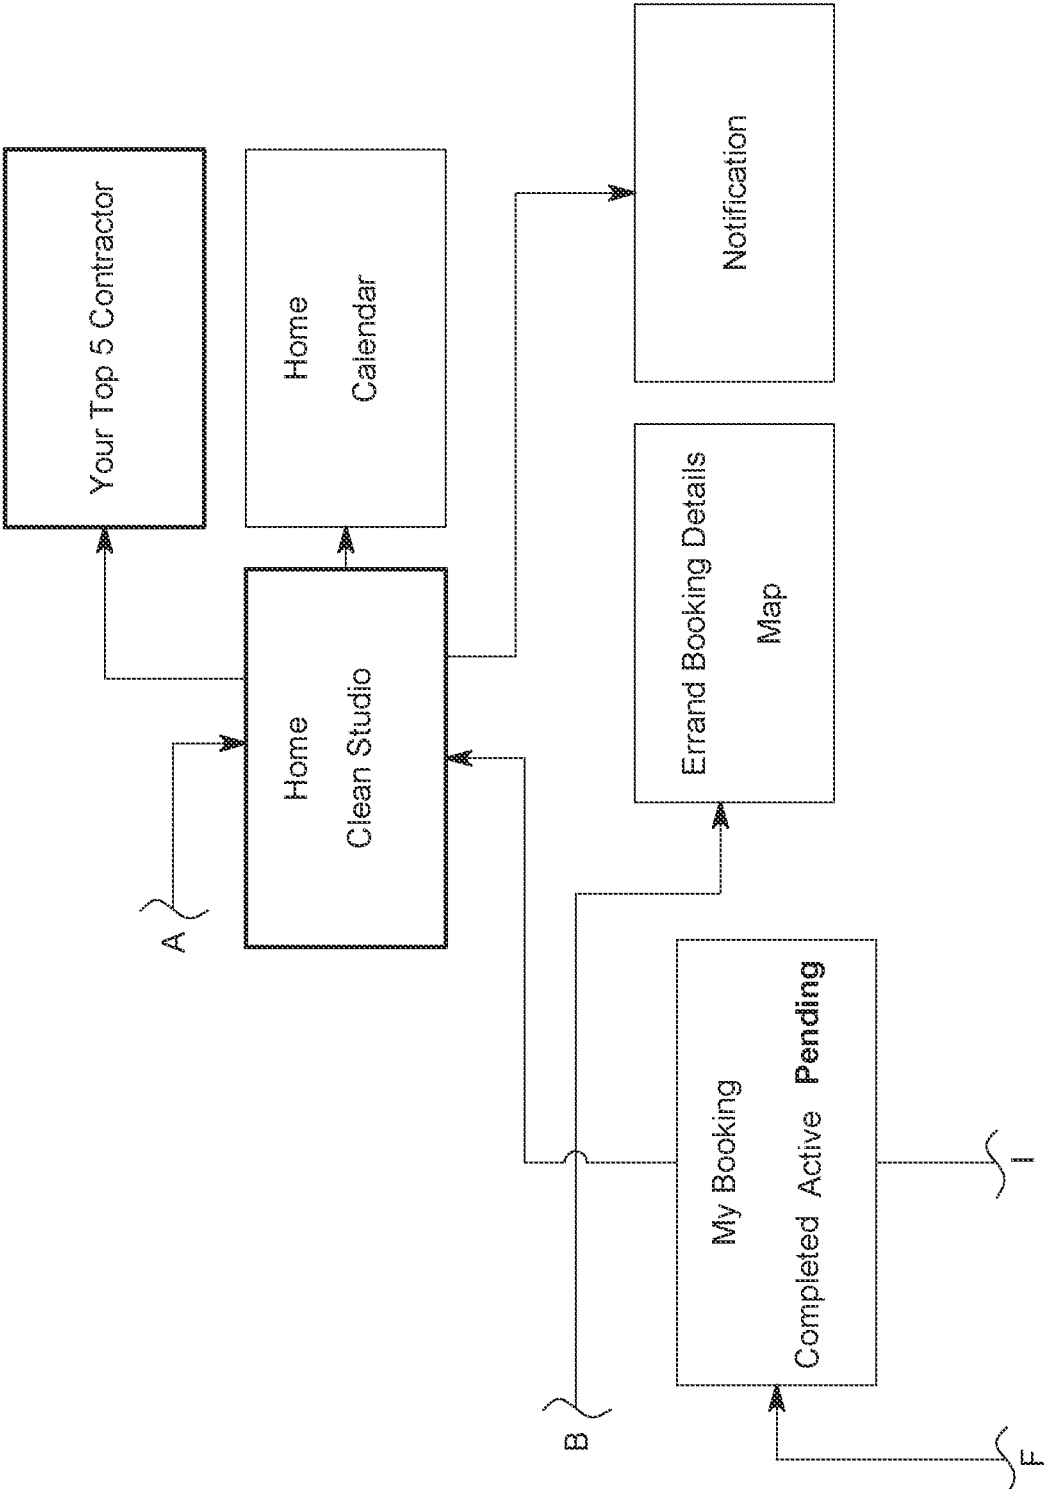 Your Top 5 Contractor
A
Home
Clean Studio
Home
Calendar
B
My Booking
Completed Active Pending
Errand Booking Details
Map
Notification
F
I